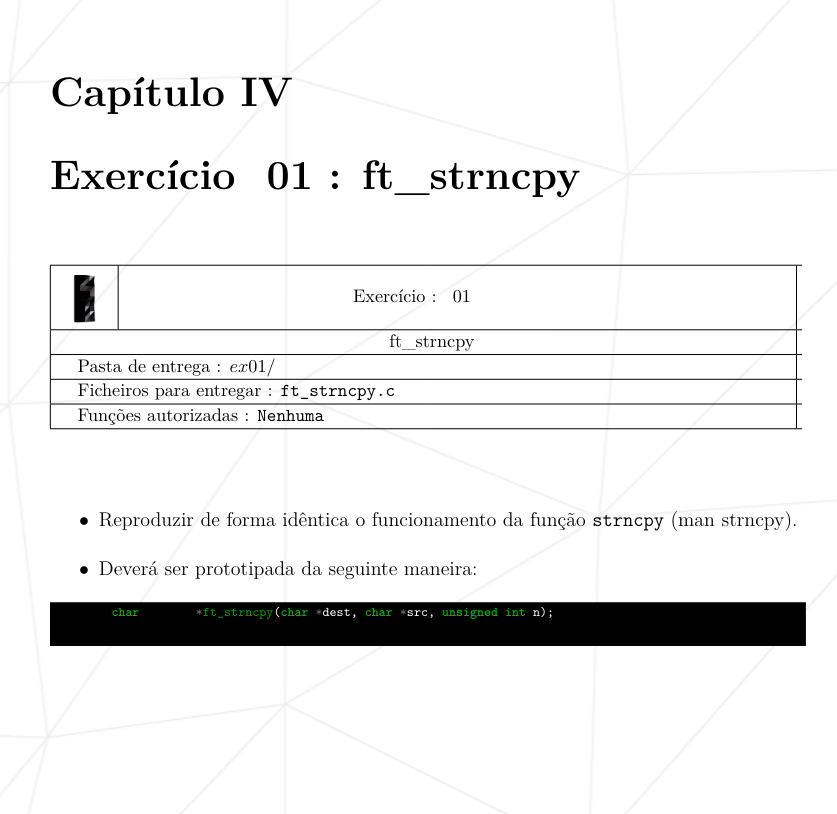 Capítulo IV
Exercício 01 : ft_strncpy
Exercício : 01
ft_strncpy
Pasta de entrega : ex01/
Ficheiros para entregar : ft_strncpy.c
Funções autorizadas : Nenhuma
• Reproduzir de forma idêntica o funcionamento da função strncpy (man strncpy).
• Deverá ser prototipada da seguinte maneira:
char *ft_strncpy(char *dest, char *src, unsigned int n);